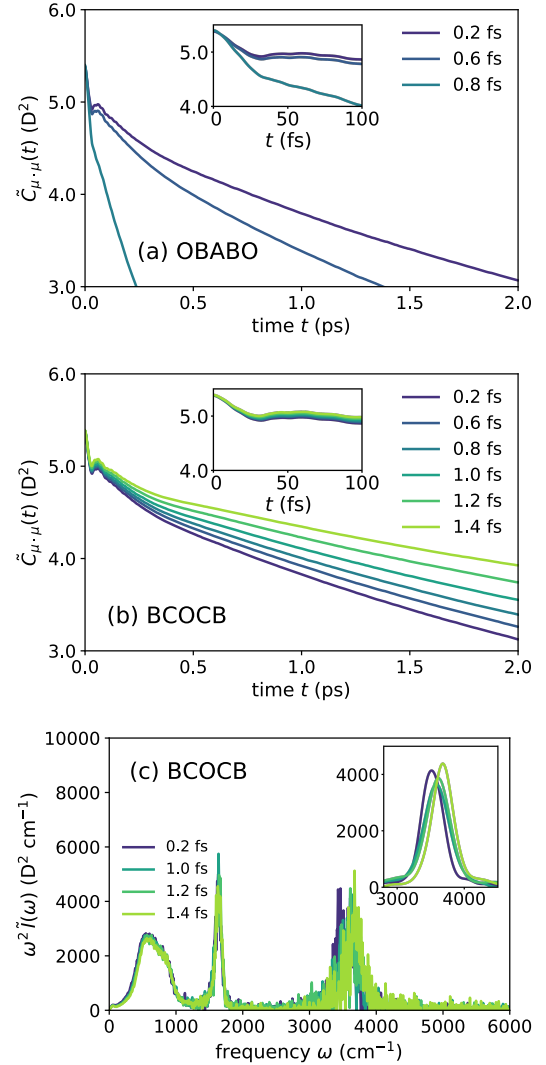 6.0
5.0
4.0
3.0
C̃μ·μ(t) (D²)
5.0
4.0
0
50
100
t (fs)
0.2 fs
0.6 fs
0.8 fs
(a) OBABO
0.0
0.5
1.0
1.5
2.0
time t (ps)
6.0
5.0
4.0
3.0
C̃μ·μ(t) (D²)
5.0
4.0
0
50
100
t (fs)
0.2 fs
0.6 fs
0.8 fs
1.0 fs
1.2 fs
1.4 fs
(b) BCOCB
0.0
0.5
1.0
1.5
2.0
time t (ps)
10000
8000
6000
4000
2000
0
ω²Ĩ(ω) (D² cm⁻¹)
(c) BCOCB
0.2 fs
1.0 fs
1.2 fs
1.4 fs
4000
2000
0
3000
4000
0
1000
2000
3000
4000
5000
6000
frequency ω (cm⁻¹)